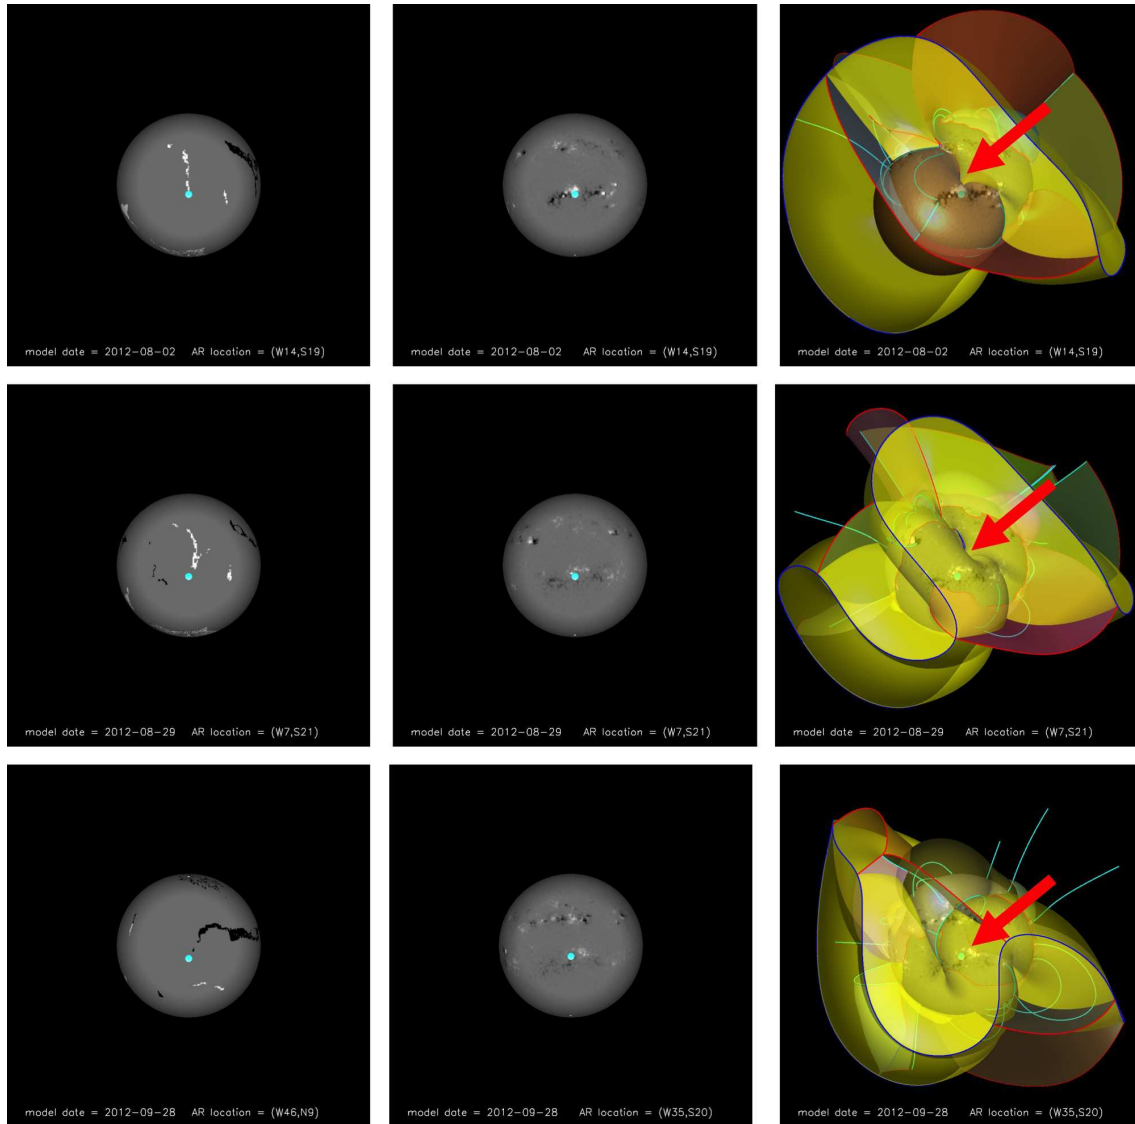 model date = 2012-08-02 AR location = (W14,S19)
model date = 2012-08-02 AR location = (W14,S19)
model date = 2012-08-02 AR location = (W14,S19)
model date = 2012-08-29 AR location = (W7,S21)
model date = 2012-08-29 AR location = (W7,S21)
model date = 2012-08-29 AR location = (W7,S21)
model date = 2012-09-28 AR location = (W46,N9)
model date = 2012-09-28 AR location = (W35,S20)
model date = 2012-09-28 AR location = (W35,S20)